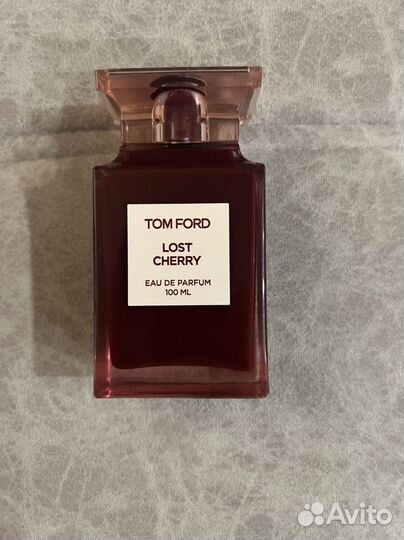 TOM FORD
LOST
CHERRY
EAU DE PARFUM
100 ML
Avito